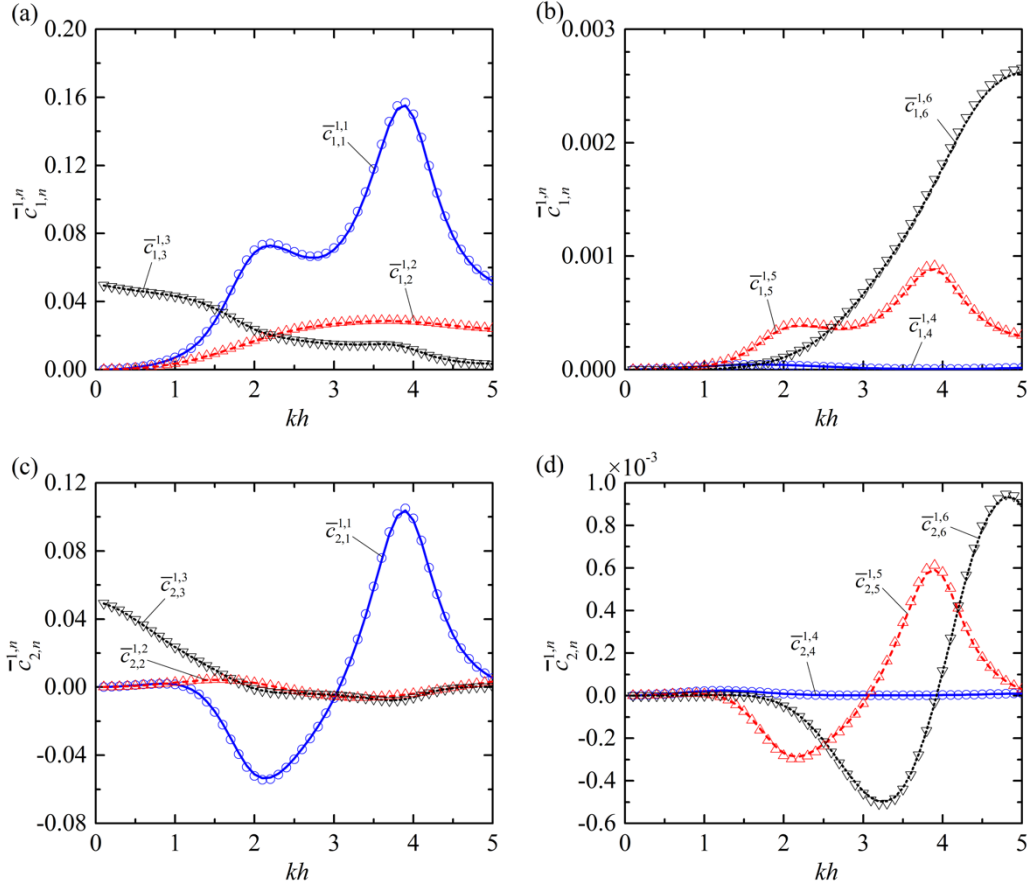 (a)
0.20
0.16
0.12
0.08
0.04
0.00
c̄¹,ⁿ₁,ₙ
c̄¹,¹₁,₁
c̄¹,³₁,₃
c̄¹,²₁,₂
0 1 2 3 4 5
kh
(b)
0.003
0.002
0.001
0.000
c̄¹,ⁿ₁,ₙ
c̄¹,⁶₁,₆
c̄¹,⁵₁,₅
c̄¹,⁴₁,₄
0 1 2 3 4 5
kh
(c)
0.12
0.08
0.04
0.00
-0.04
-0.08
c̄¹,ⁿ₂,ₙ
c̄¹,¹₂,₁
c̄¹,³₂,₃
c̄¹,²₂,₂
0 1 2 3 4 5
kh
(d)
×10⁻³
1.0
0.8
0.6
0.4
0.2
0.0
-0.2
-0.4
-0.6
c̄¹,ⁿ₂,ₙ
c̄¹,⁶₂,₆
c̄¹,⁵₂,₅
c̄¹,⁴₂,₄
0 1 2 3 4 5
kh